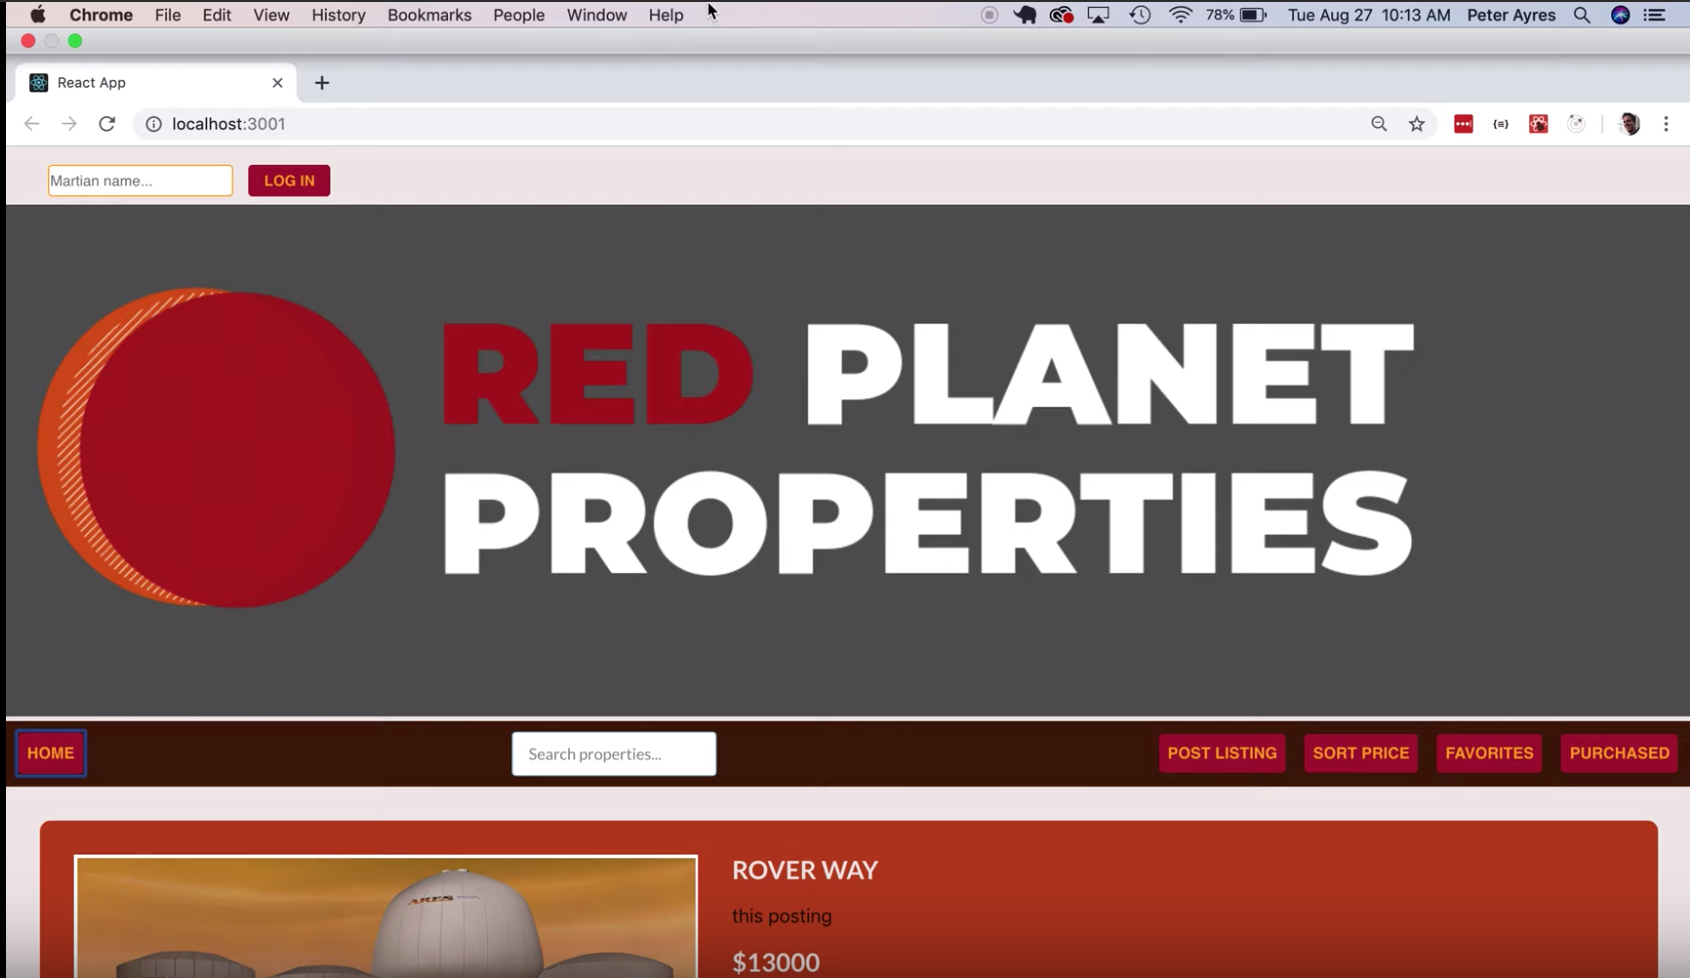 Chrome File Edit View History Bookmarks People Window Help 78% Tue Aug 27 10:13 AM Peter Ayres
React App
localhost:3001
Martian name... LOG IN
RED PLANET
PROPERTIES
HOME Search properties... POST LISTING SORT PRICE FAVORITES PURCHASED
ROVER WAY
this posting
$13000
ARES